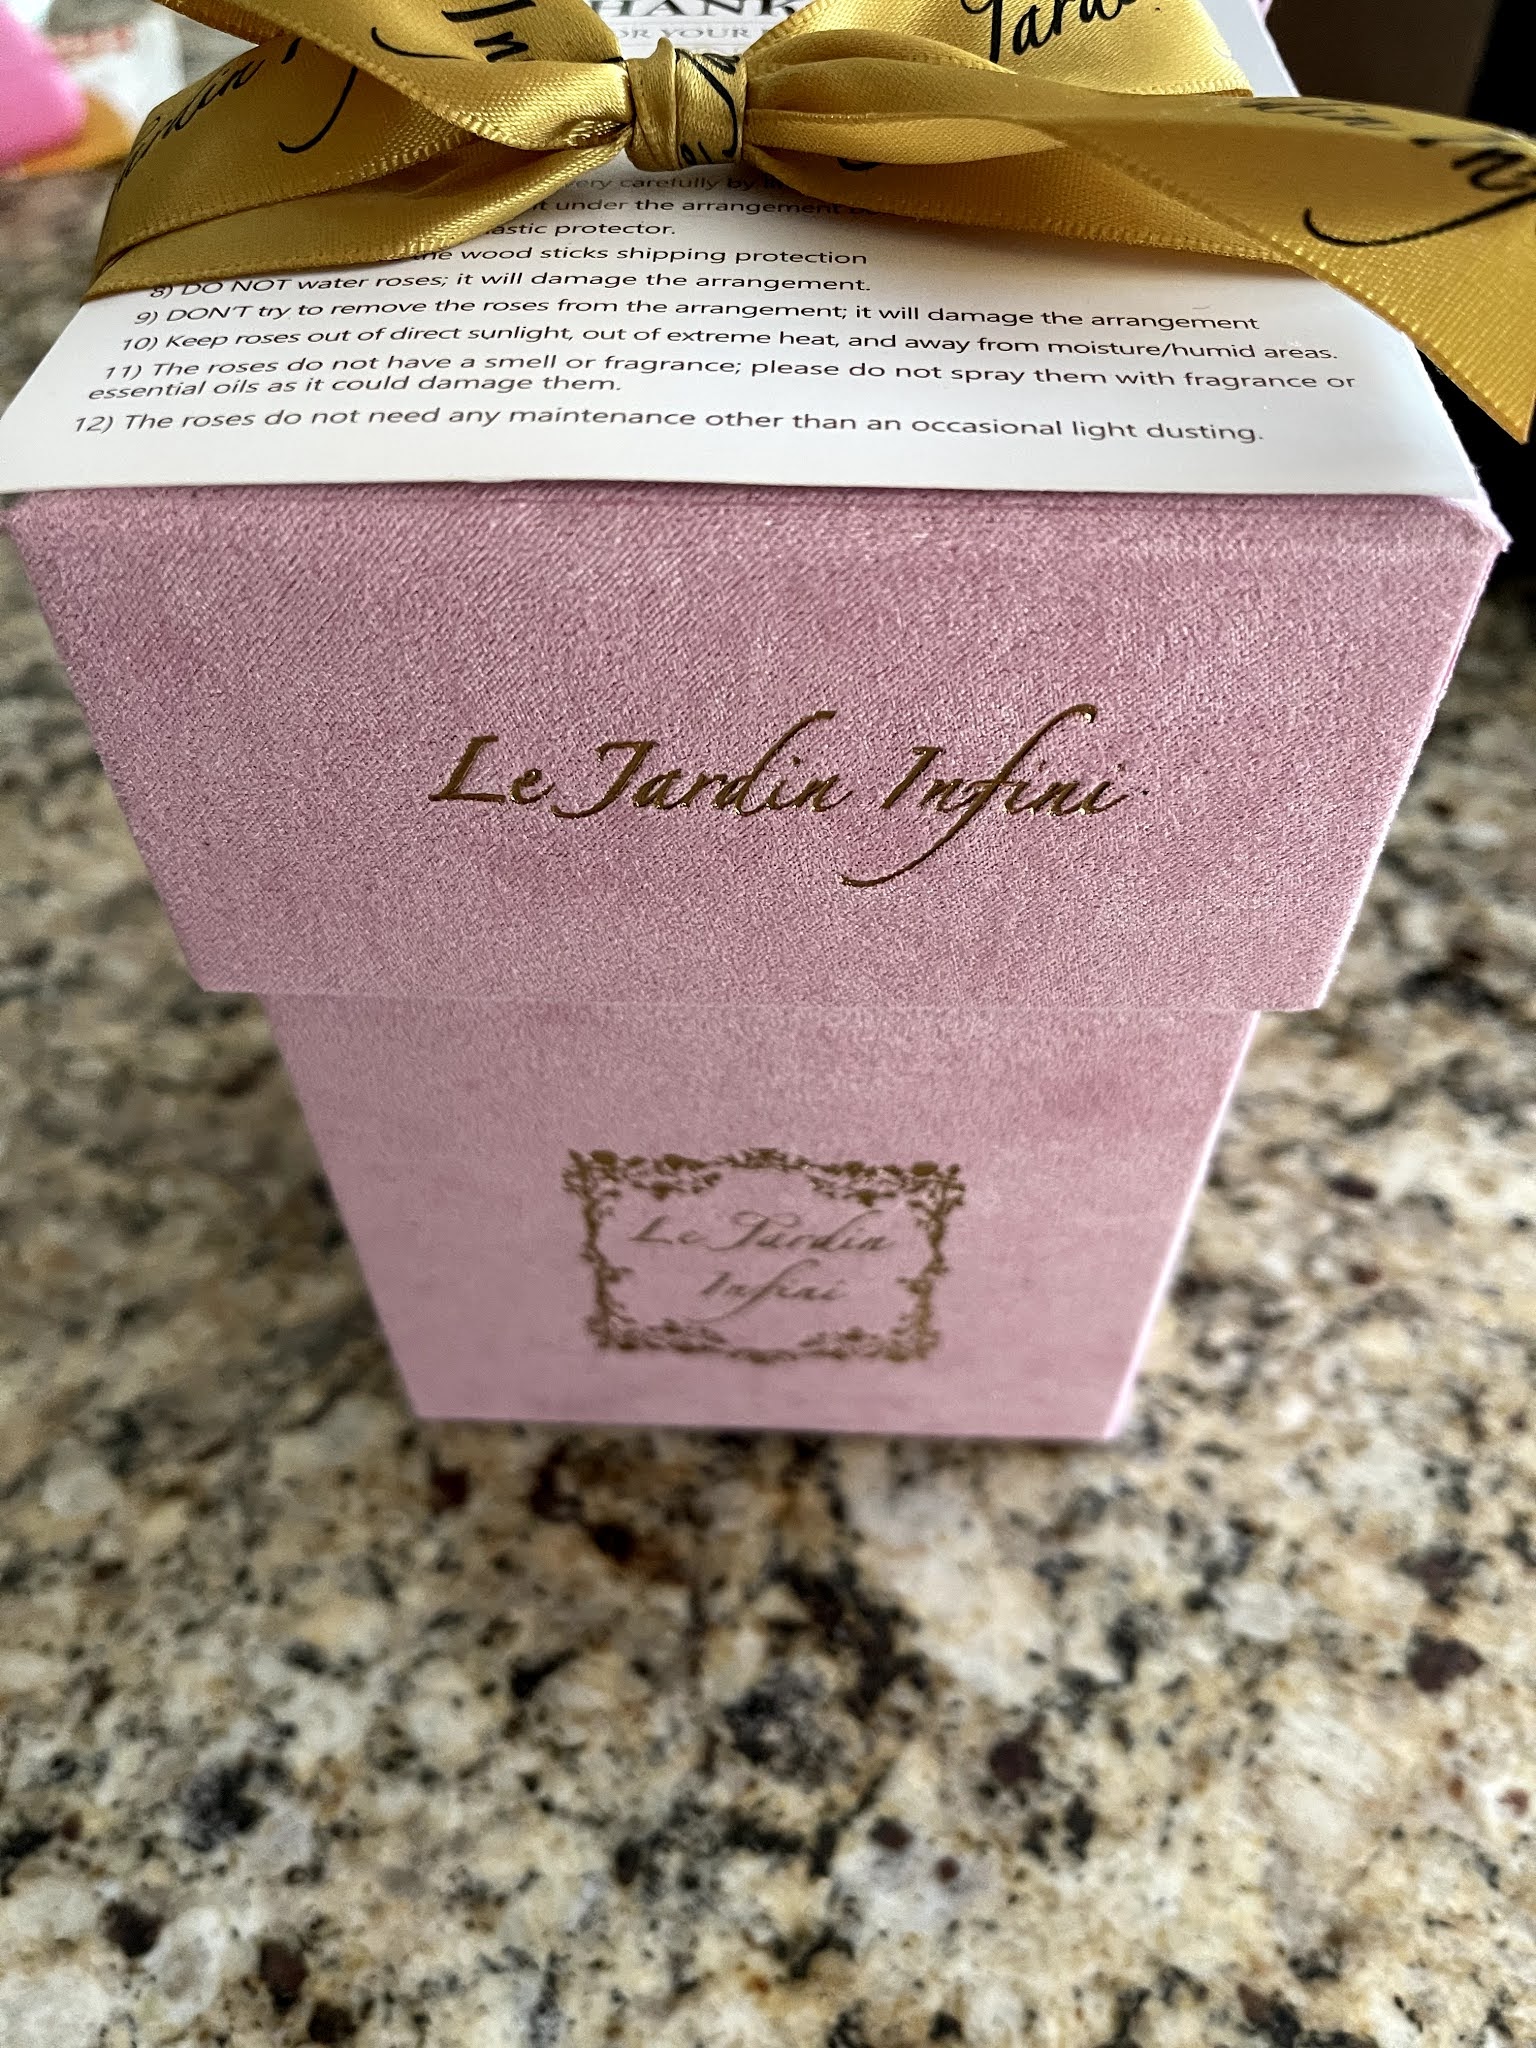 Jardin
In
THANK
FOR YOUR
very carefully by
under the arrangement
plastic protector.
the wood sticks shipping protection
8) DO NOT water roses; it will damage the arrangement.
9) DON'T try to remove the roses from the arrangement; it will damage the arrangement
10) Keep roses out of direct sunlight, out of extreme heat, and away from moisture/humid areas.
11) The roses do not have a smell or fragrance; please do not spray them with fragrance or
essential oils as it could damage them.
12) The roses do not need any maintenance other than an occasional light dusting.
Le Jardin Infini
Le Jardin
Infini